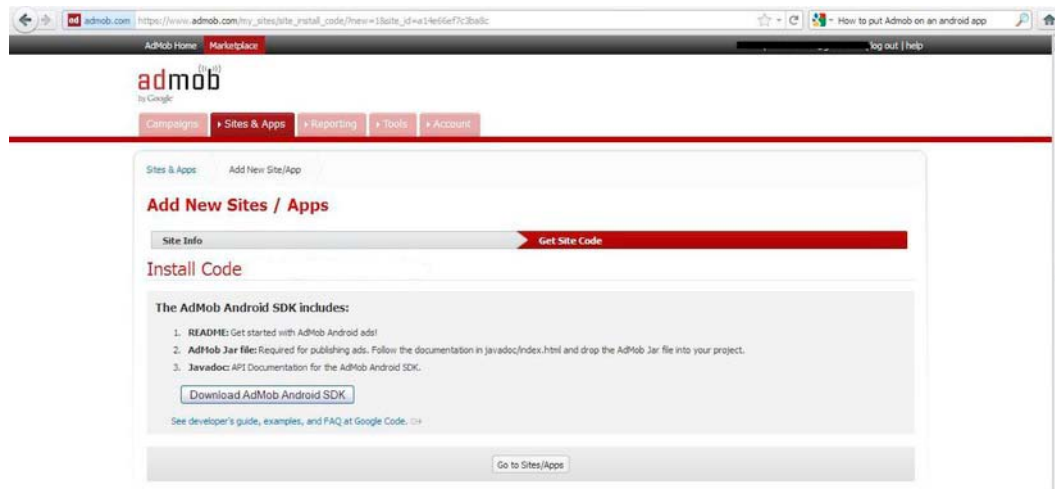 admob.com https://www.admob.com/my_sites/site_install_code/?new=1&site_id=a14e66ef7c3ba8c How to put Admob on an android app
AdMob Home Marketplace log out | help
admob
by Google
Campaigns Sites & Apps Reporting Tools Account
Sites & Apps Add New Site/App
Add New Sites / Apps
Site Info Get Site Code
Install Code
The AdMob Android SDK includes:
1. README: Get started with AdMob Android ads!
2. AdMob Jar file: Required for publishing ads. Follow the documentation in javadoc/index.html and drop the AdMob Jar file into your project.
3. Javadoc: API Documentation for the AdMob Android SDK.
Download AdMob Android SDK
See developer's guide, examples, and FAQ at Google Code.
Go to Sites/Apps